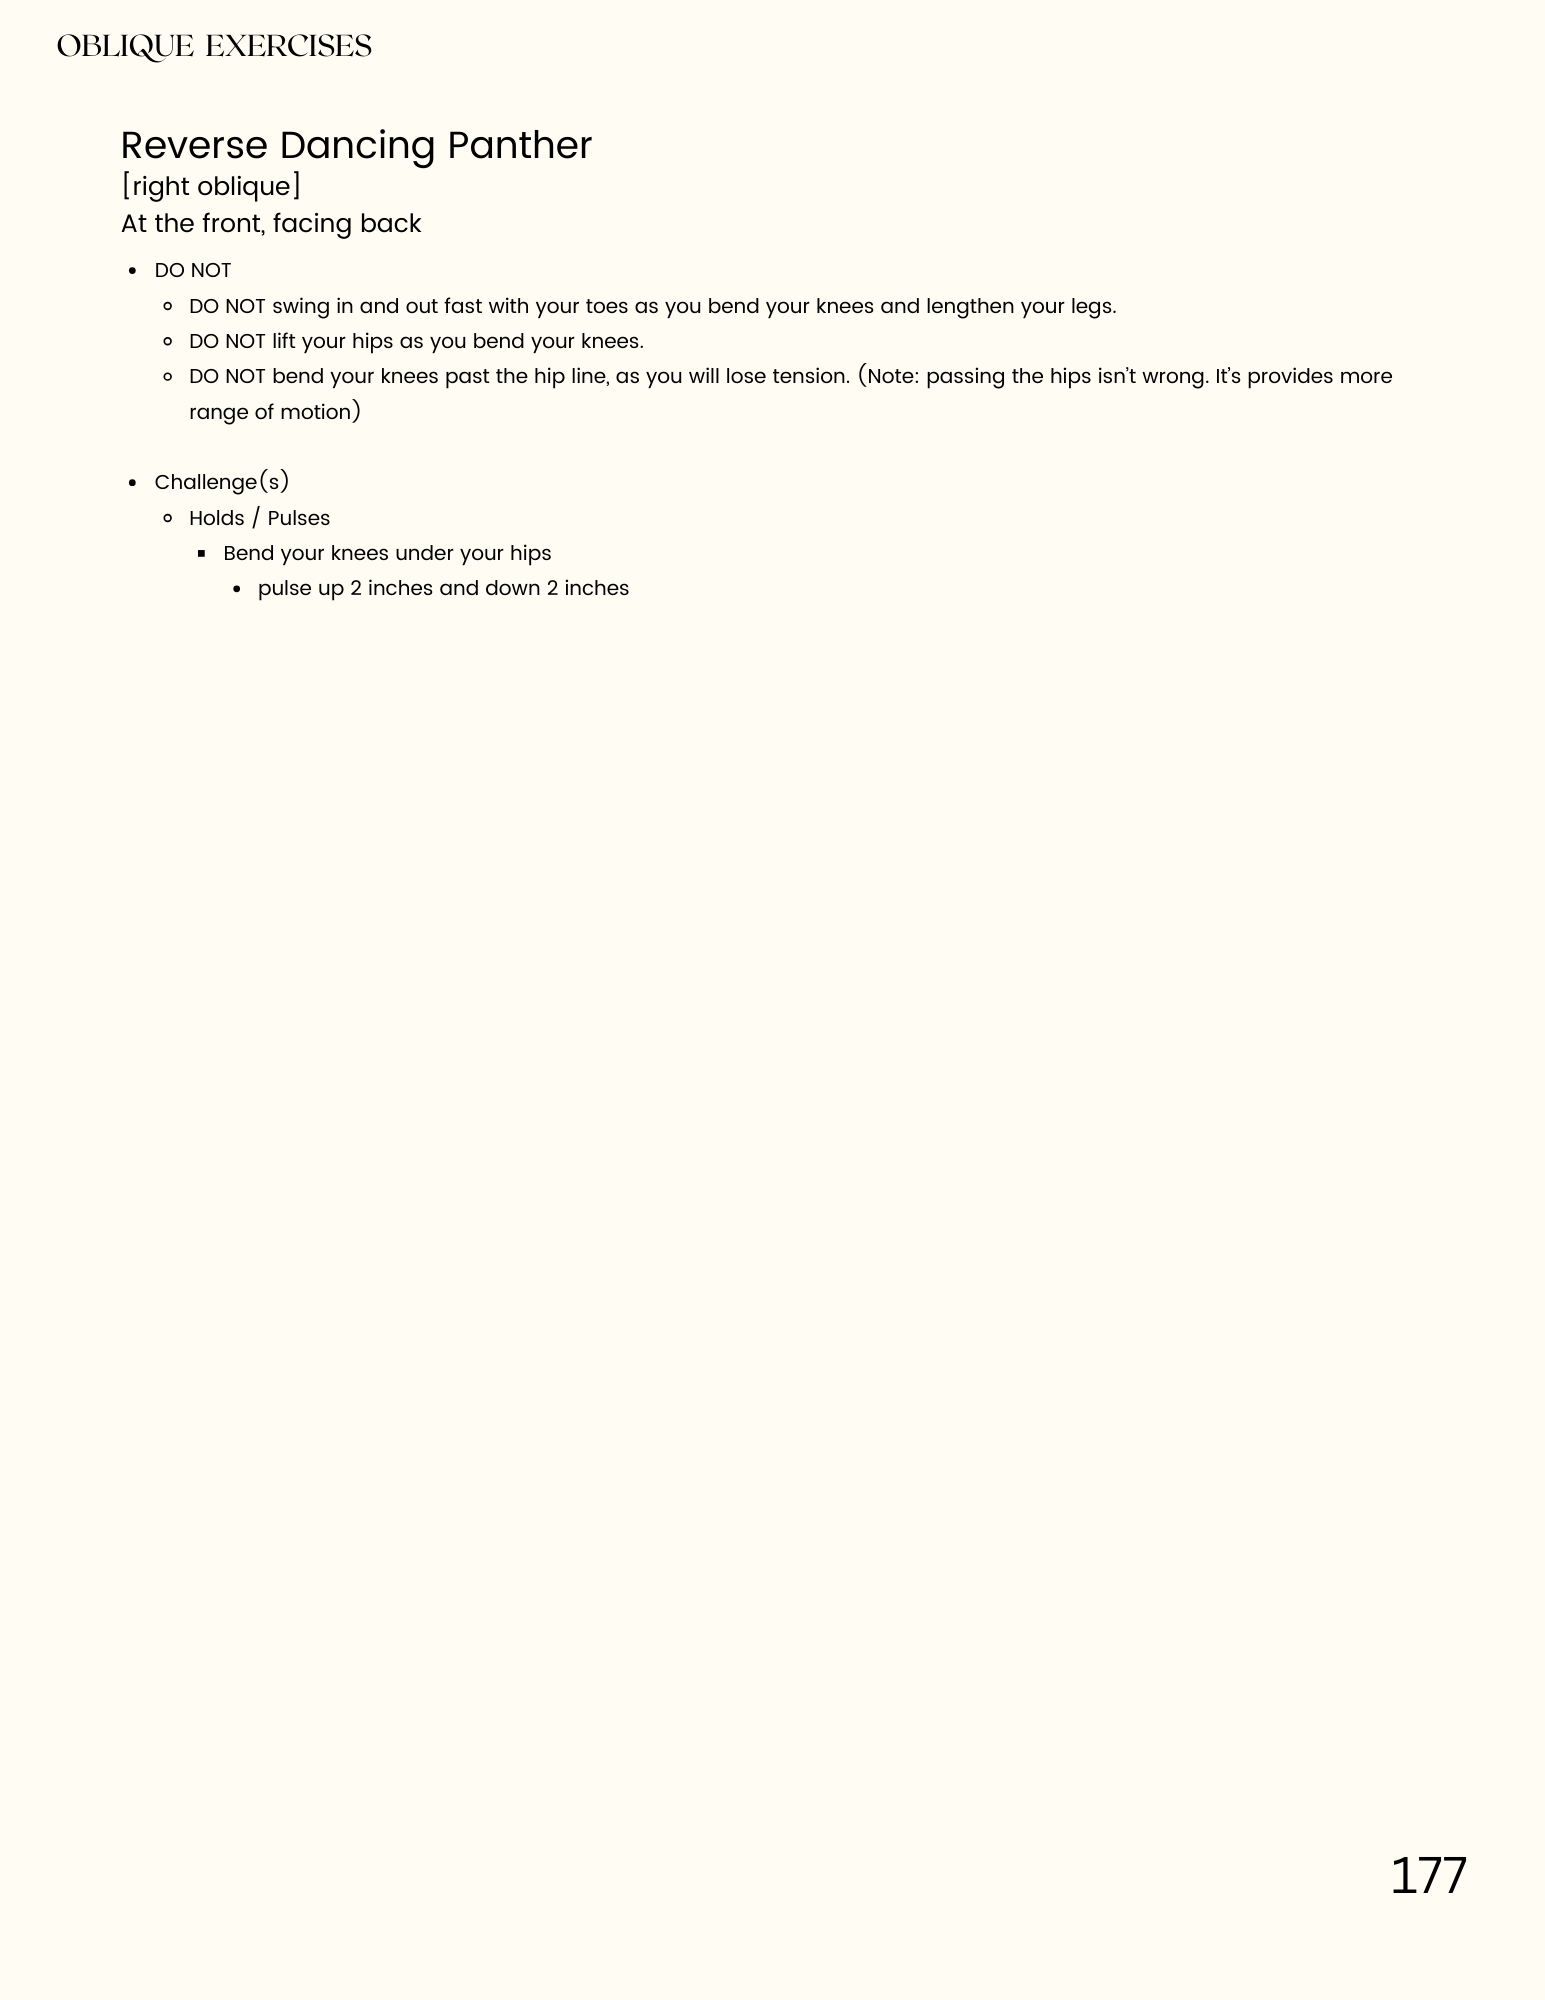 OBLIQUE EXERCISES
Reverse Dancing Panther
[right oblique]
At the front, facing back
• DO NOT
◦ DO NOT swing in and out fast with your toes as you bend your knees and lengthen your legs.
◦ DO NOT lift your hips as you bend your knees.
◦ DO NOT bend your knees past the hip line, as you will lose tension. (Note: passing the hips isn't wrong. It's provides more
range of motion)
• Challenge(s)
◦ Holds / Pulses
▪ Bend your knees under your hips
• pulse up 2 inches and down 2 inches
177